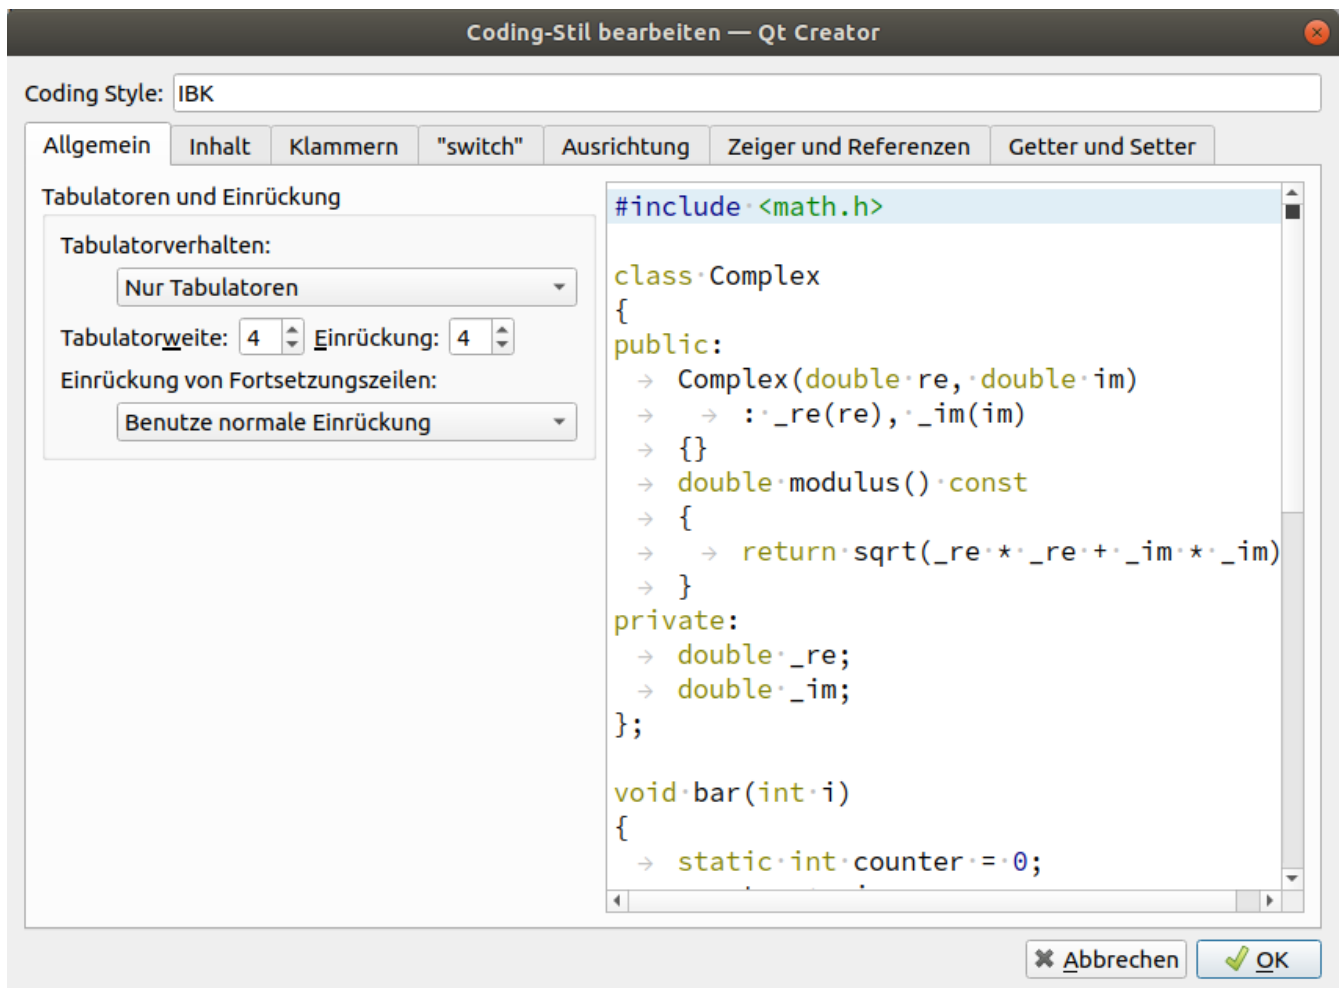 Coding-Stil bearbeiten — Qt Creator
Coding Style: IBK
Allgemein Inhalt Klammern "switch" Ausrichtung Zeiger und Referenzen Getter und Setter
Tabulatoren und Einrückung
Tabulatorverhalten:
Nur Tabulatoren
Tabulatorweite: 4 Einrückung: 4
Einrückung von Fortsetzungszeilen:
Benutze normale Einrückung
#include <math.h>
class Complex
{
public:
Complex(double re, double im)
: _re(re), _im(im)
{}
double modulus() const
{
return sqrt(_re * _re + _im * _im)
}
private:
double _re;
double _im;
};
void bar(int i)
{
static int counter = 0;
Abbrechen OK